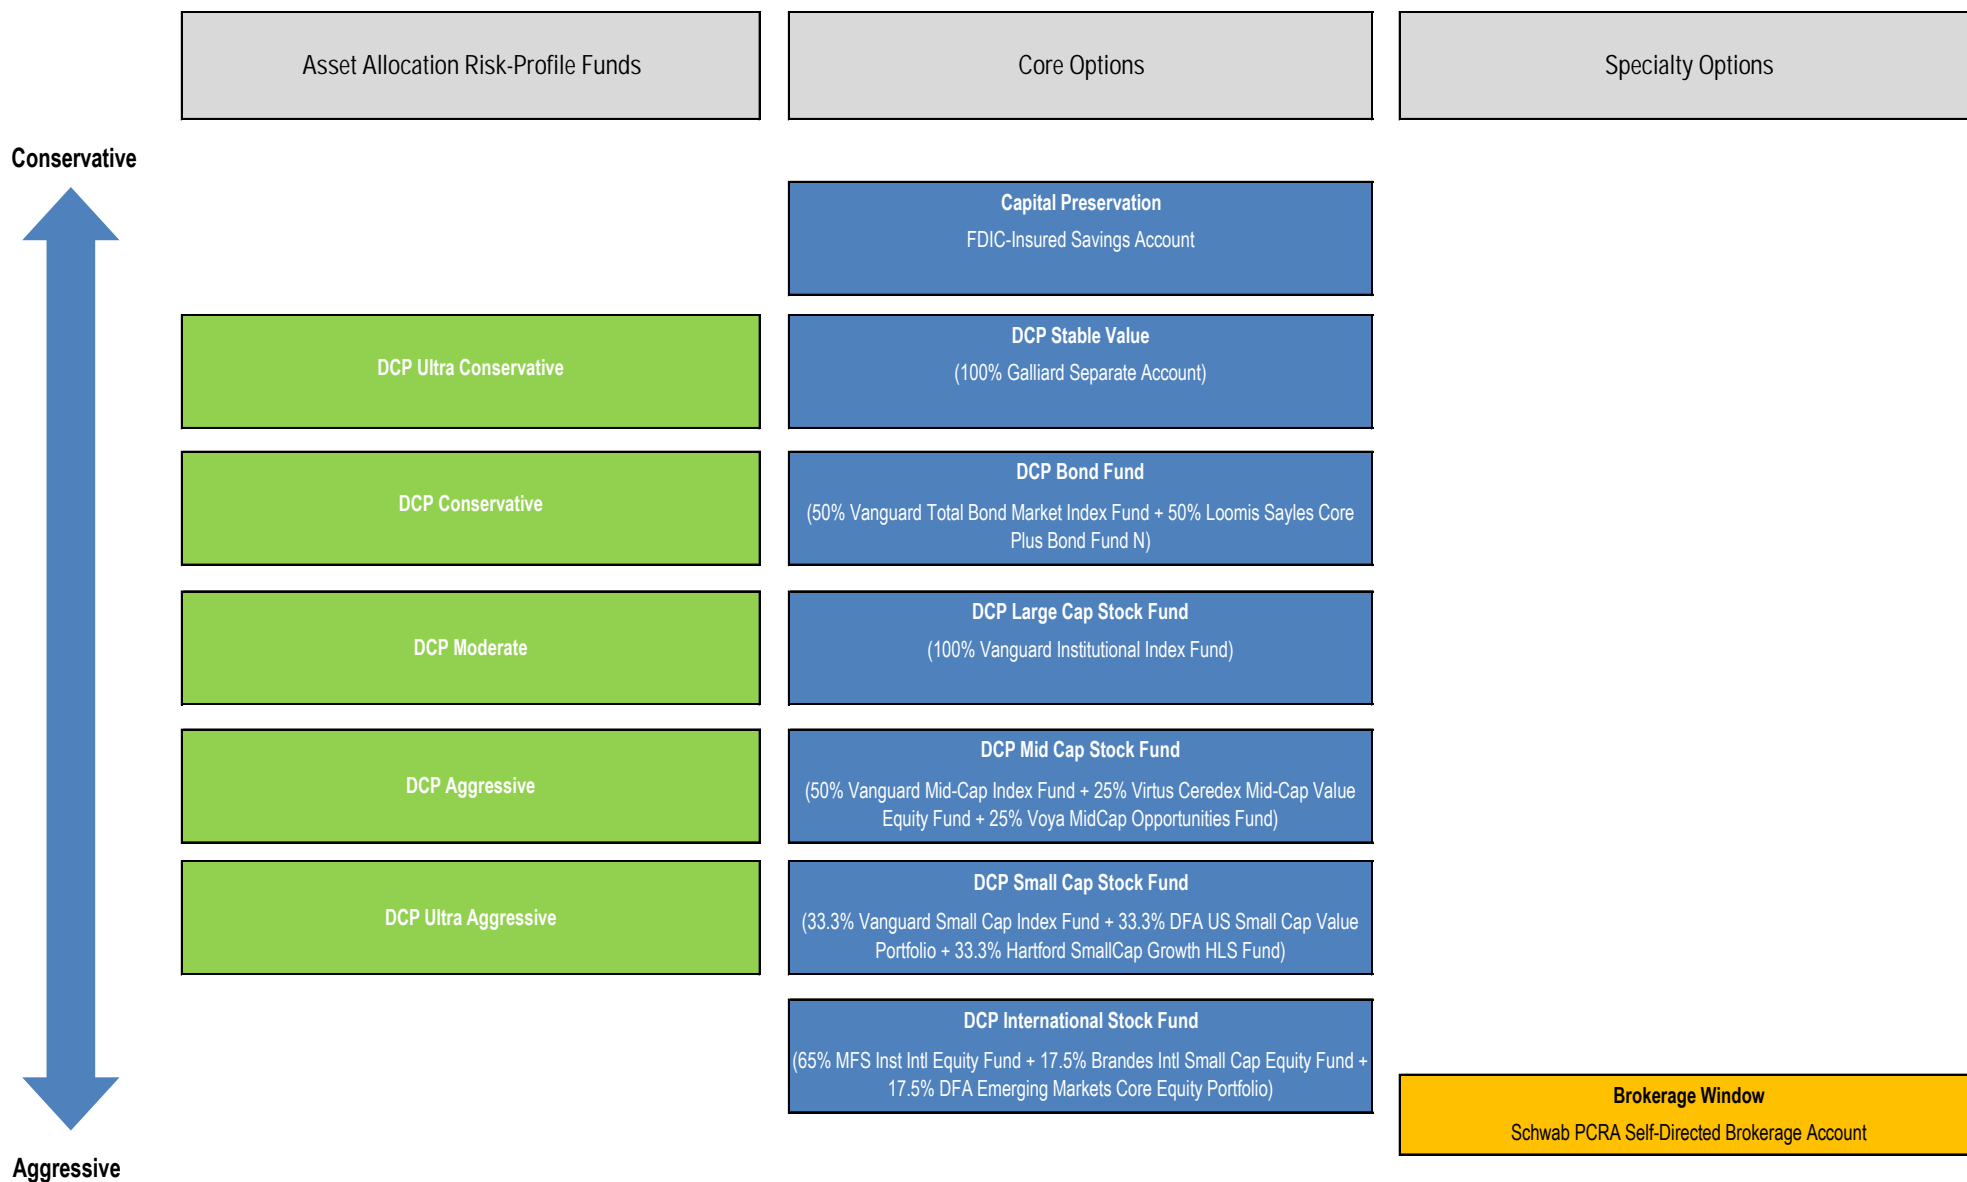 Asset Allocation Risk-Profile Funds
Core Options
Specialty Options
Conservative
Capital Preservation
FDIC-Insured Savings Account
DCP Ultra Conservative
DCP Stable Value
(100% Galliard Separate Account)
DCP Conservative
DCP Bond Fund
(50% Vanguard Total Bond Market Index Fund + 50% Loomis Sayles Core
Plus Bond Fund N)
DCP Moderate
DCP Large Cap Stock Fund
(100% Vanguard Institutional Index Fund)
DCP Aggressive
DCP Mid Cap Stock Fund
(50% Vanguard Mid-Cap Index Fund + 25% Virtus Ceredex Mid-Cap Value
Equity Fund + 25% Voya MidCap Opportunities Fund)
DCP Ultra Aggressive
DCP Small Cap Stock Fund
(33.3% Vanguard Small Cap Index Fund + 33.3% DFA US Small Cap Value
Portfolio + 33.3% Hartford SmallCap Growth HLS Fund)
DCP International Stock Fund
(65% MFS Inst Intl Equity Fund + 17.5% Brandes Intl Small Cap Equity Fund +
17.5% DFA Emerging Markets Core Equity Portfolio)
Brokerage Window
Schwab PCRA Self-Directed Brokerage Account
Aggressive